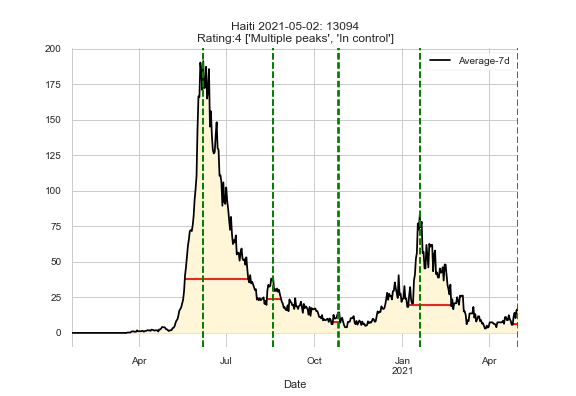 Haiti 2021-05-02: 13094
Rating:4 ['Multiple peaks', 'In control']
Average-7d
200
175
150
125
100
75
50
25
0
Apr
Jul
Oct
Jan
2021
Apr
Date